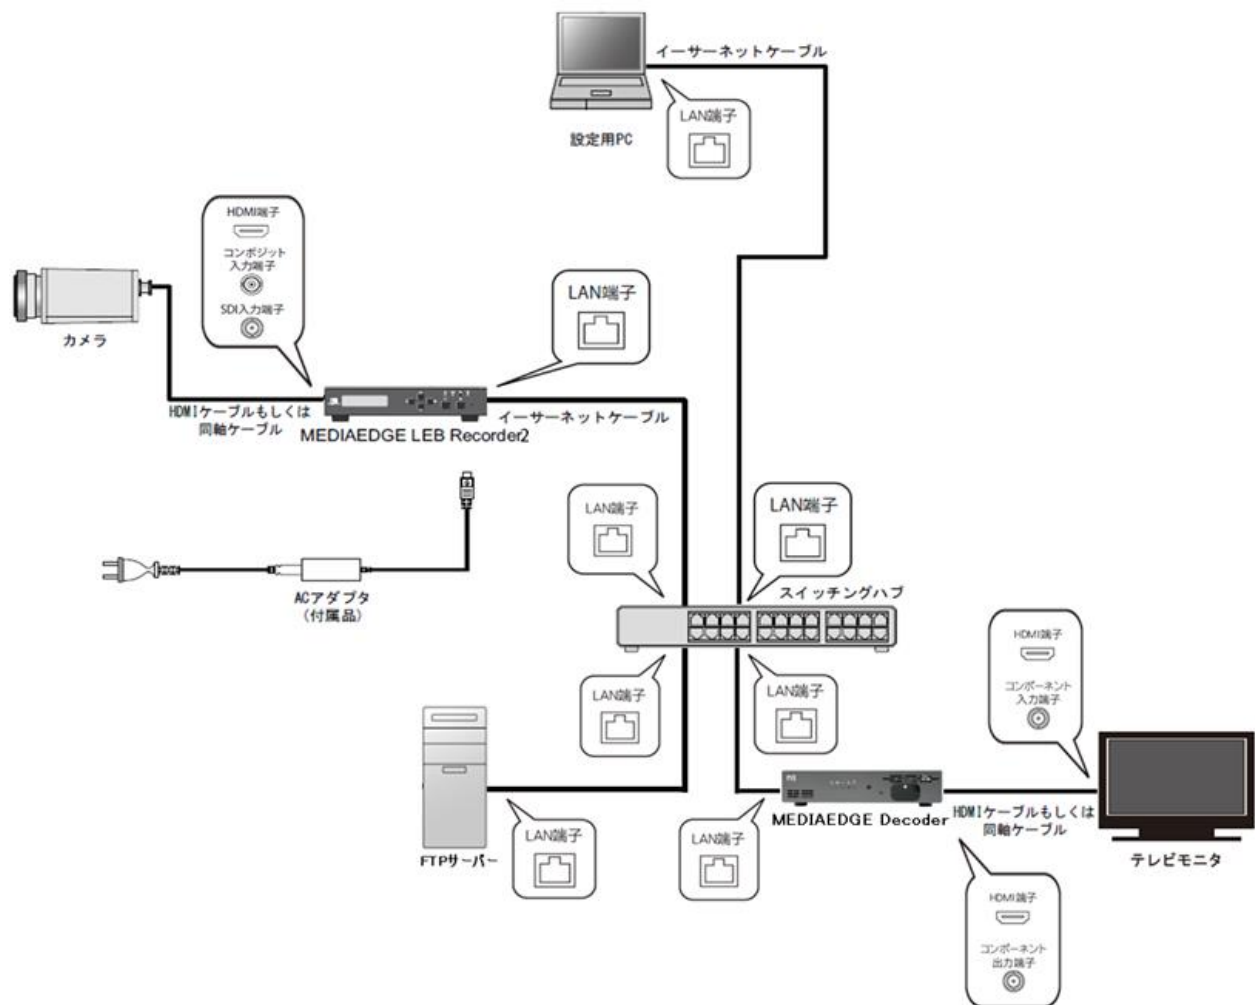 イーサーネットケーブル
LAN端子
設定用PC
HDMI端子
コンポジット
入力端子
SDI入力端子
カメラ
LAN端子
HDMIケーブルもしくは
同軸ケーブル
イーサーネットケーブル
MEDIAEDGE LEB Recorder2
LAN端子
LAN端子
ACアダプタ
(付属品)
スイッチングハブ
HDMI端子
コンポーネント
入力端子
LAN端子
LAN端子
MEDIAEDGE Decoder
HDMIケーブルもしくは
同軸ケーブル
LAN端子
LAN端子
FTPサーバー
テレビモニタ
HDMI端子
コンポーネント
出力端子